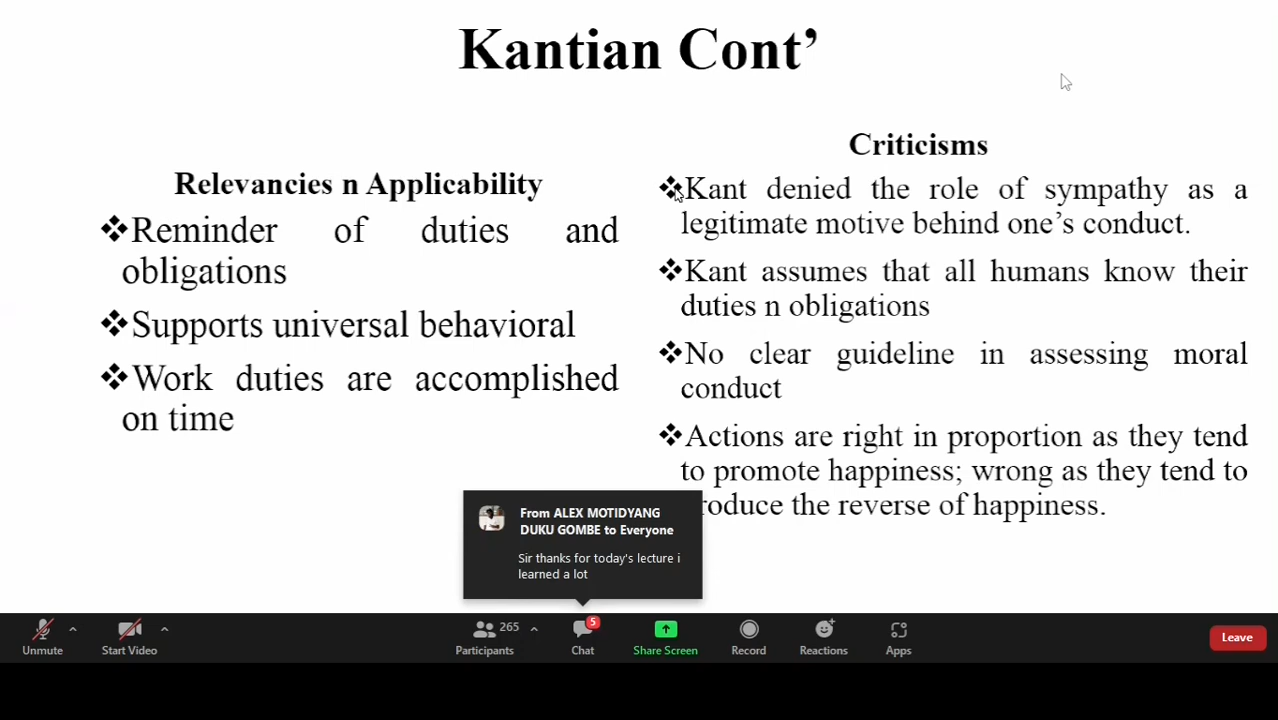 Kantian Cont’
Relevancies n Applicability
❖Reminder of duties and
obligations
❖Supports universal behavioral
❖Work duties are accomplished
on time
Criticisms
❖Kant denied the role of sympathy as a
legitimate motive behind one’s conduct.
❖Kant assumes that all humans know their
duties n obligations
❖No clear guideline in assessing moral
conduct
❖Actions are right in proportion as they tend
to promote happiness; wrong as they tend to
roduce the reverse of happiness.
From ALEX MOTIDYANG
DUKU GOMBE to Everyone
Sir thanks for today's lecture i
learned a lot
Unmute
Start Video
265
Participants
5
Chat
Share Screen
Record
Reactions
Apps
Leave